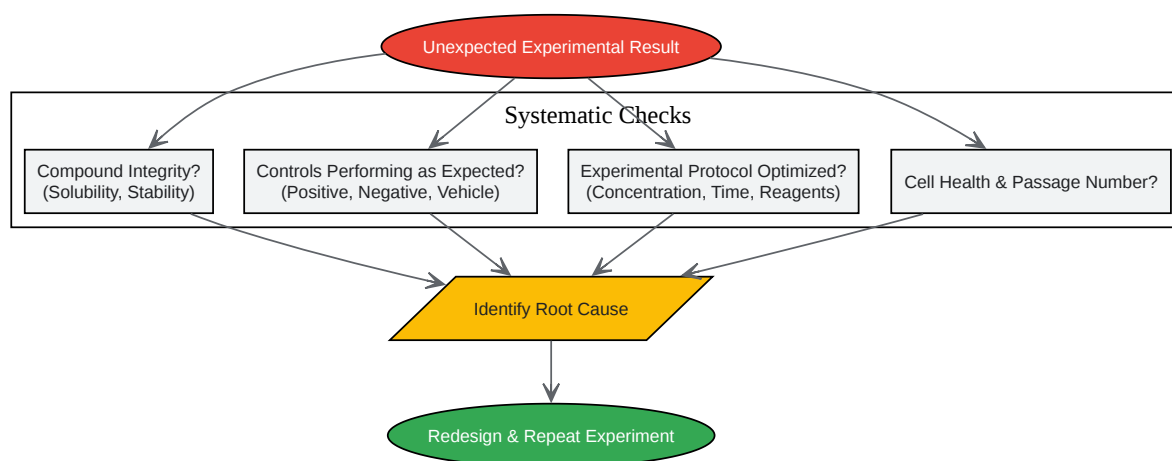 Unexpected Experimental Result
Systematic Checks
Compound Integrity?
(Solubility, Stability)
Controls Performing as Expected?
(Positive, Negative, Vehicle)
Experimental Protocol Optimized?
(Concentration, Time, Reagents)
Cell Health & Passage Number?
Identify Root Cause
Redesign & Repeat Experiment